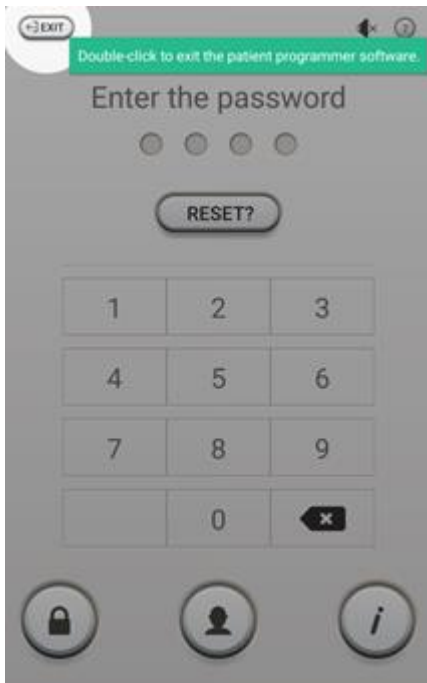 EXIT
Double-click to exit the patient programmer software.
Enter the password
RESET?
1 2 3
4 5 6
7 8 9
0
i